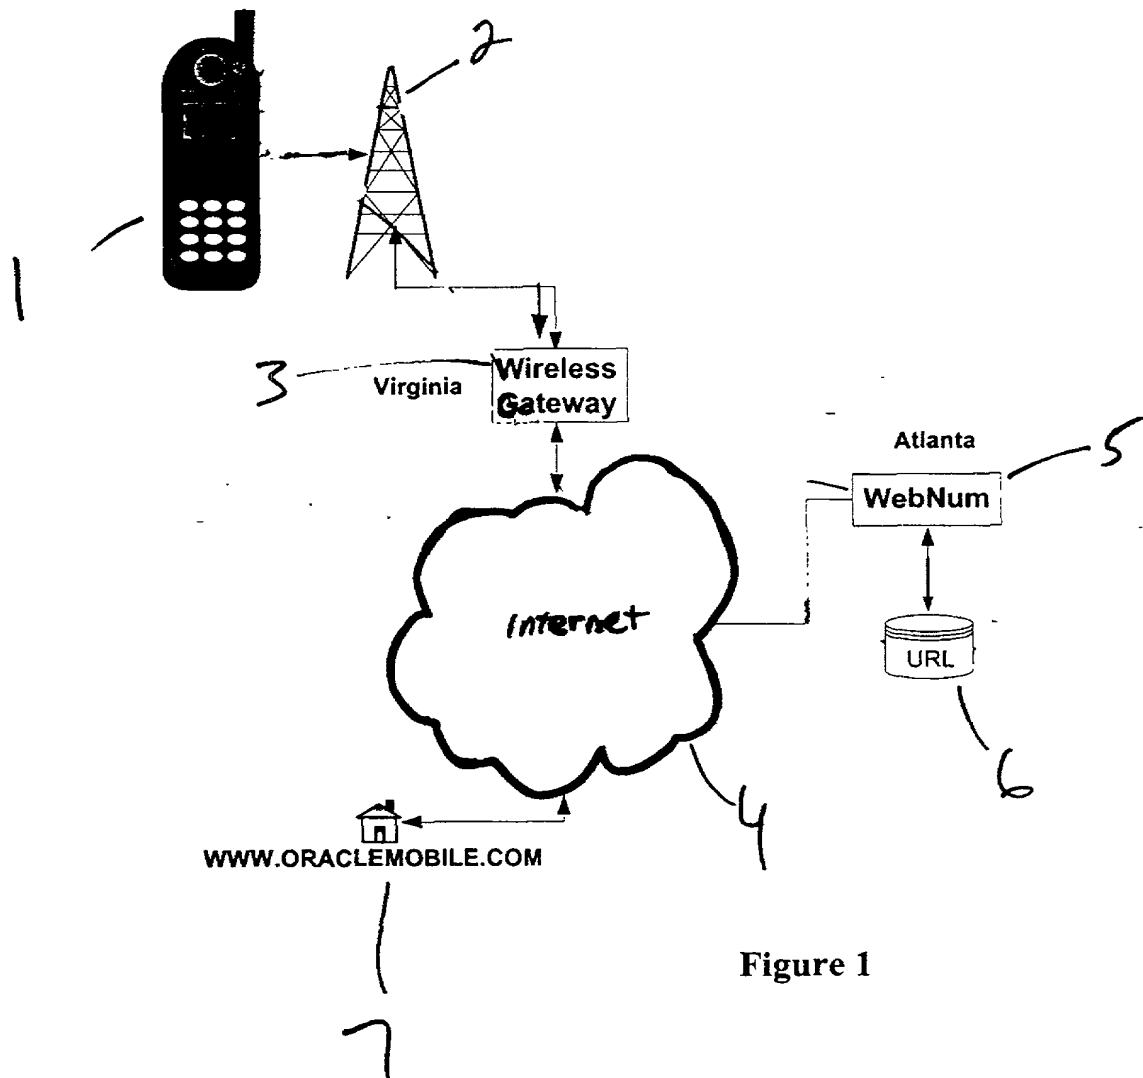 2
1
3
Virginia
Wireless
Gateway
Atlanta
5
WebNum
Internet
URL
6
4
WWW.ORACLEMOBILE.COM
Figure 1
7